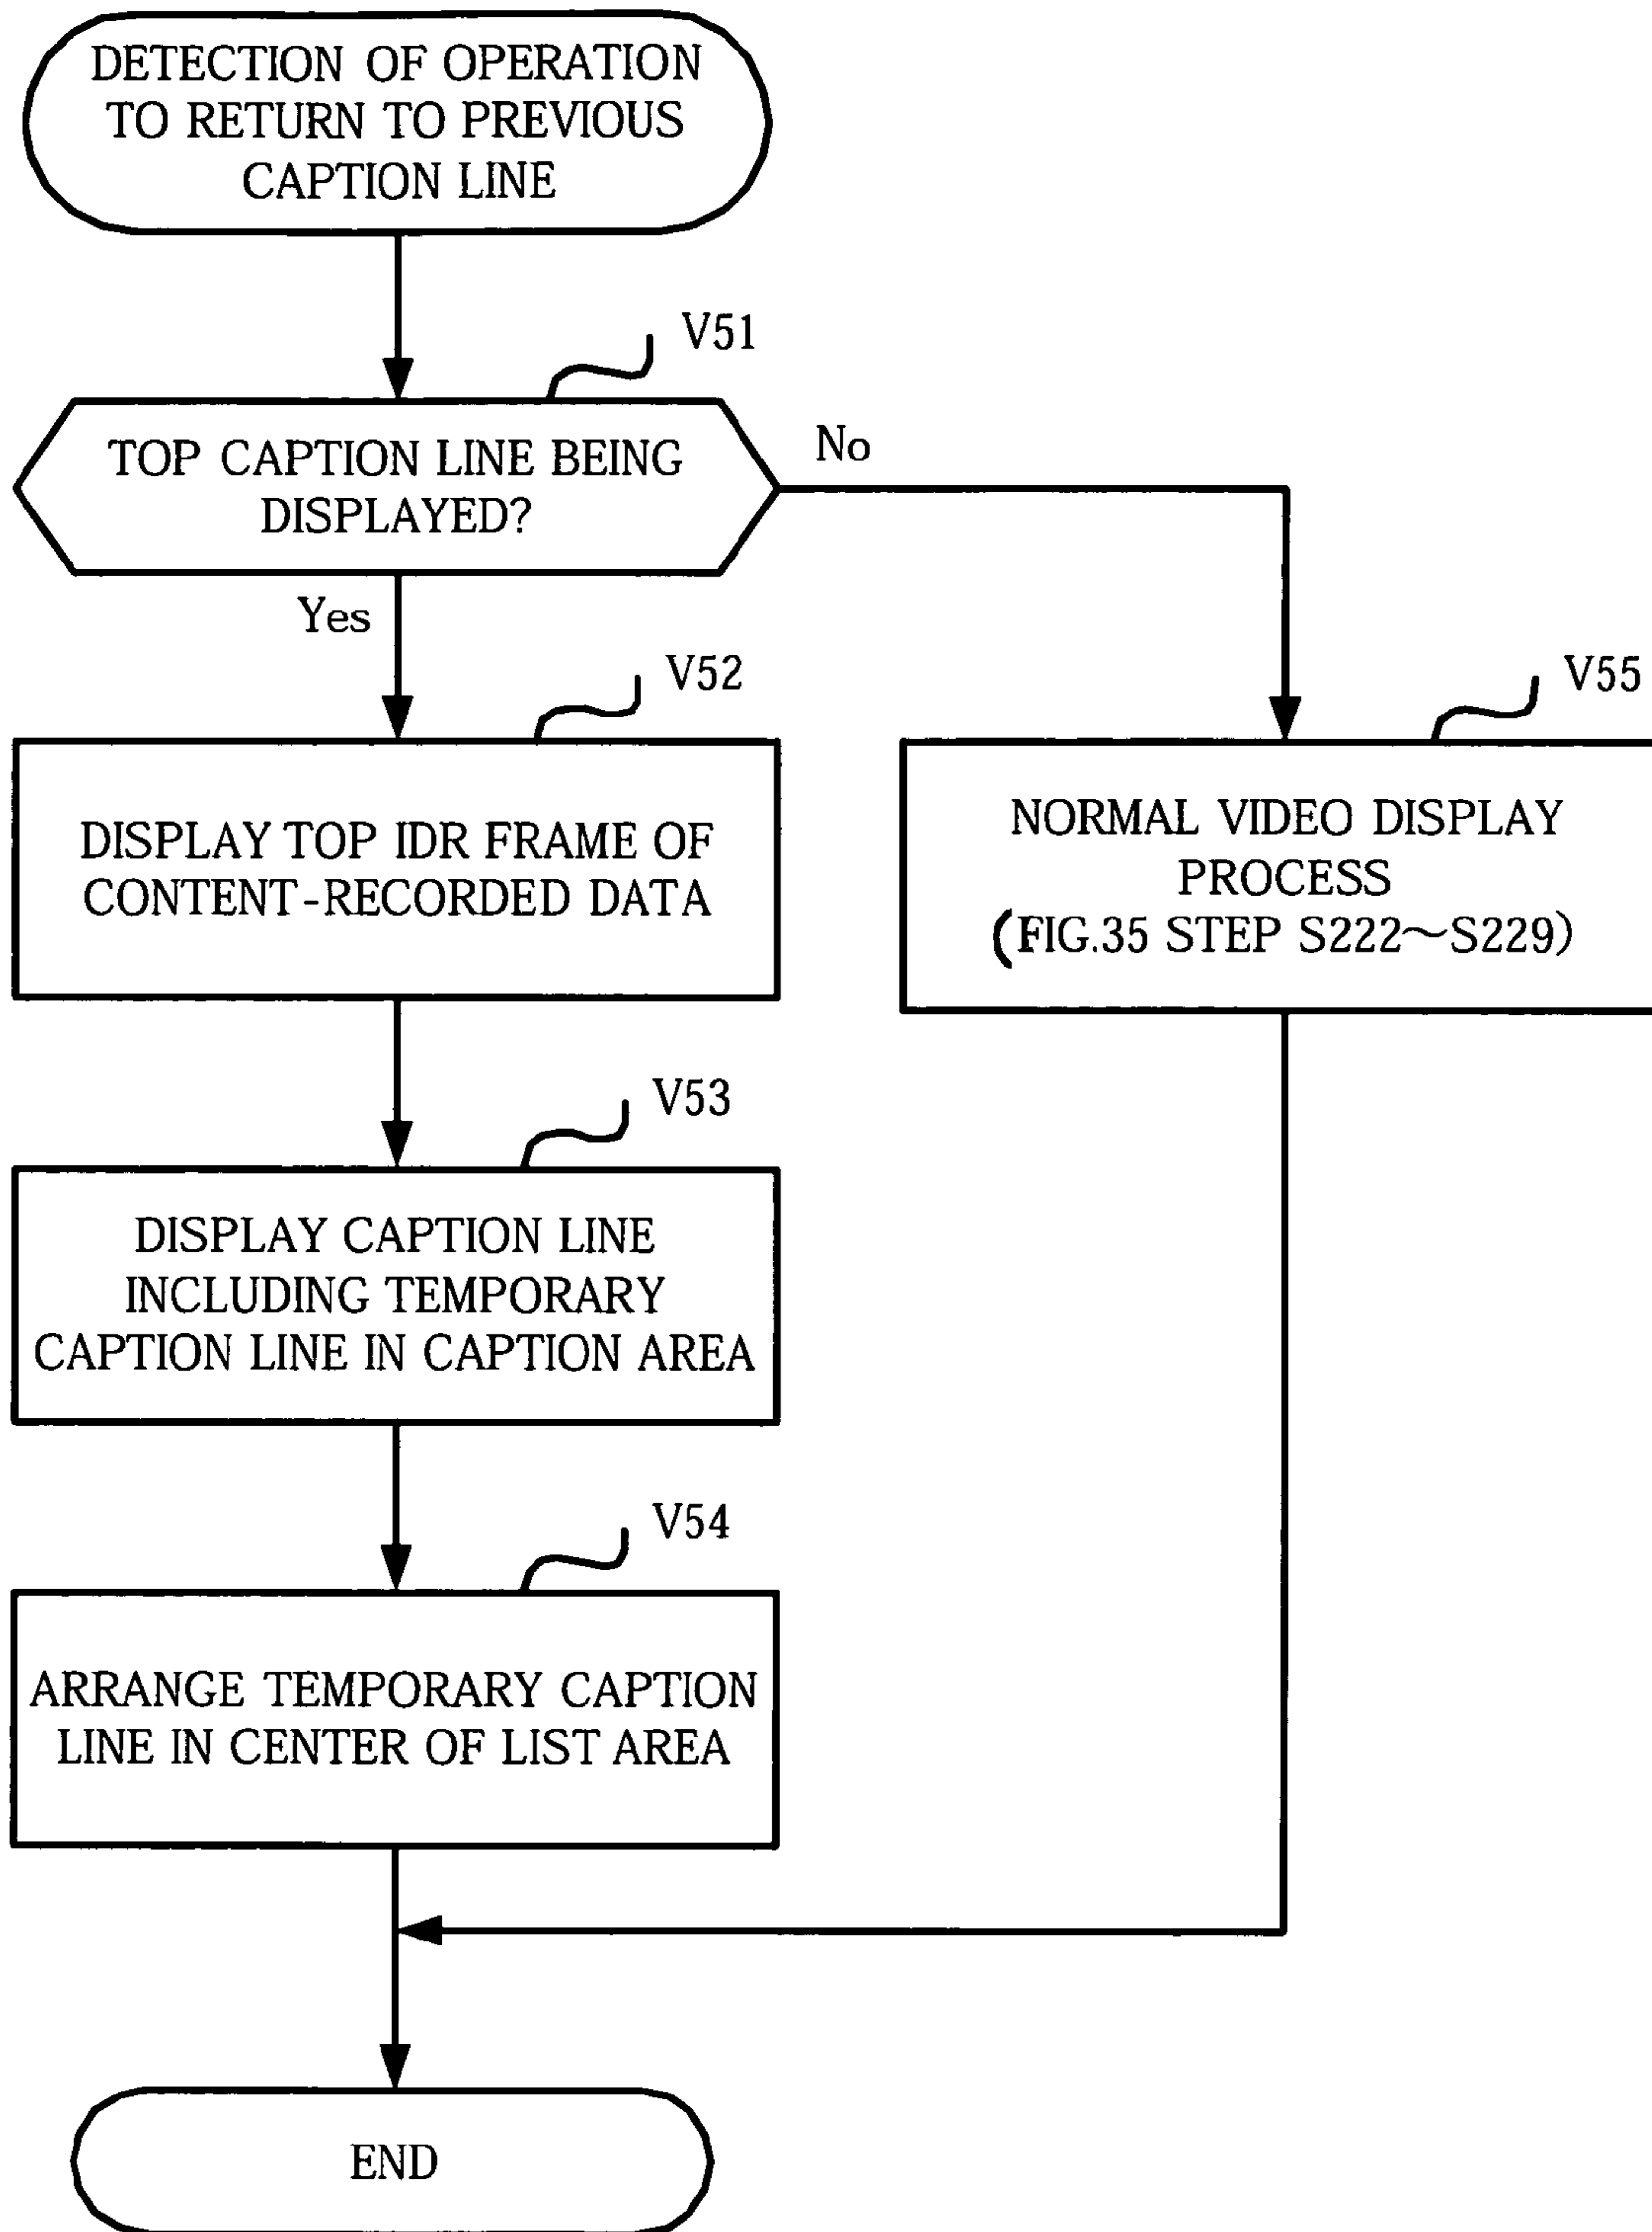 DETECTION OF OPERATION
TO RETURN TO PREVIOUS
CAPTION LINE
V51
TOP CAPTION LINE BEING
DISPLAYED?
No
Yes
V52
DISPLAY TOP IDR FRAME OF
CONTENT-RECORDED DATA
V55
NORMAL VIDEO DISPLAY
PROCESS
(FIG.35 STEP S222～S229)
V53
DISPLAY CAPTION LINE
INCLUDING TEMPORARY
CAPTION LINE IN CAPTION AREA
V54
ARRANGE TEMPORARY CAPTION
LINE IN CENTER OF LIST AREA
END